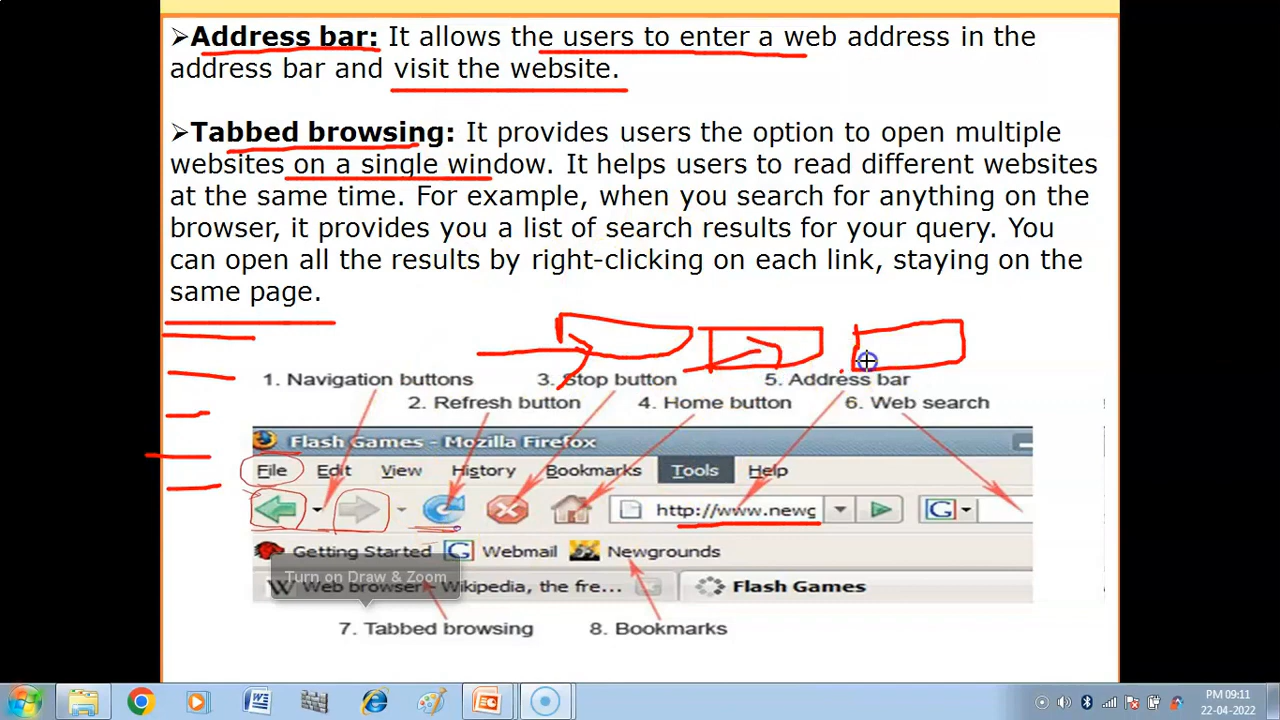 ➢Address bar: It allows the users to enter a web address in the
address bar and visit the website.
➢Tabbed browsing: It provides users the option to open multiple
websites on a single window. It helps users to read different websites
at the same time. For example, when you search for anything on the
browser, it provides you a list of search results for your query. You
can open all the results by right-clicking on each link, staying on the
same page.
1. Navigation buttons 3. Stop button 5. Address bar
2. Refresh button 4. Home button 6. Web search
Flash Games - Mozilla Firefox
File Edit View History Bookmarks Tools Help
http://www.newg G
Getting Started G Webmail Newgrounds
Turn on Draw & Zoom
W Web browser - Wikipedia, the fre... Flash Games
7. Tabbed browsing 8. Bookmarks
PM 09:11
22-04-2022